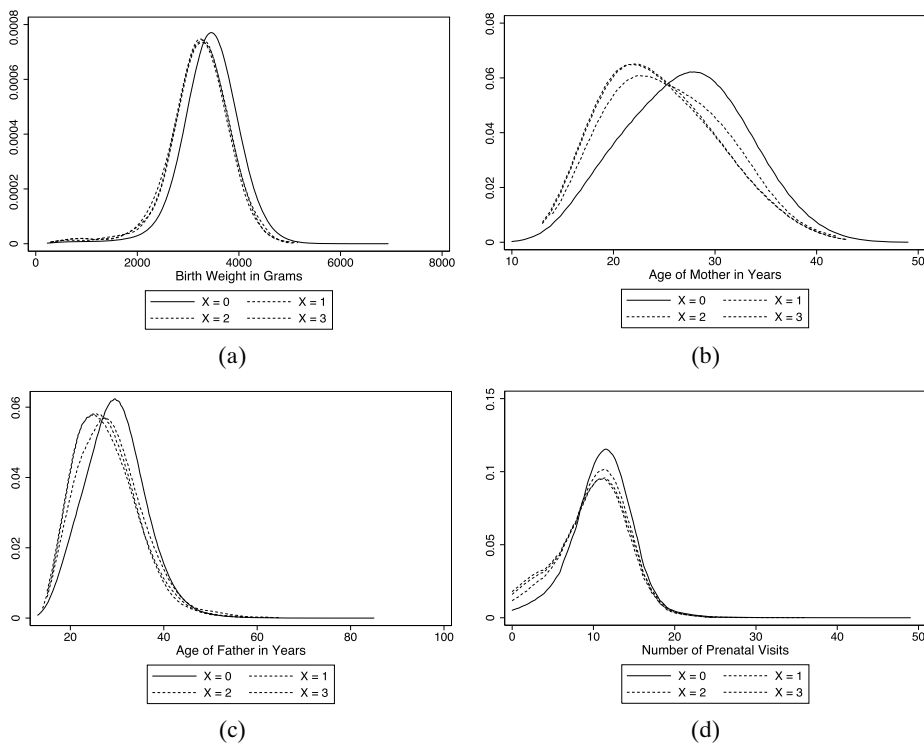 0.0008
0.0006
0.0004
0.0002
0
0 2000 4000 6000 8000
Birth Weight in Grams
X = 0 X = 1
X = 2 X = 3
(a)
0.08
0.06
0.04
0.02
0
10 20 30 40 50
Age of Mother in Years
X = 0 X = 1
X = 2 X = 3
(b)
0.06
0.04
0.02
0
20 40 60 80 100
Age of Father in Years
X = 0 X = 1
X = 2 X = 3
(c)
0.15
0.1
0.05
0
0 10 20 30 40 50
Number of Prenatal Visits
X = 0 X = 1
X = 2 X = 3
(d)